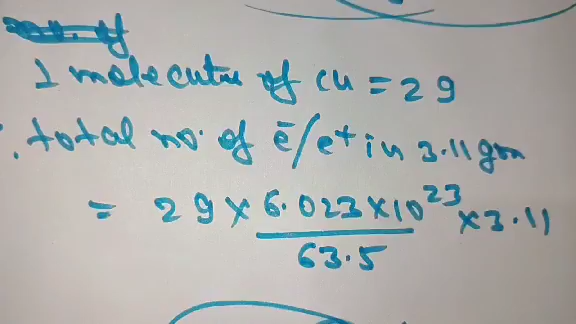 1 molecutu of cu = 29
∴ total no. of e⁻/e⁺ in 3.11 gm
= 29 × 6.023 × 10²³ / 63.5 × 3.11